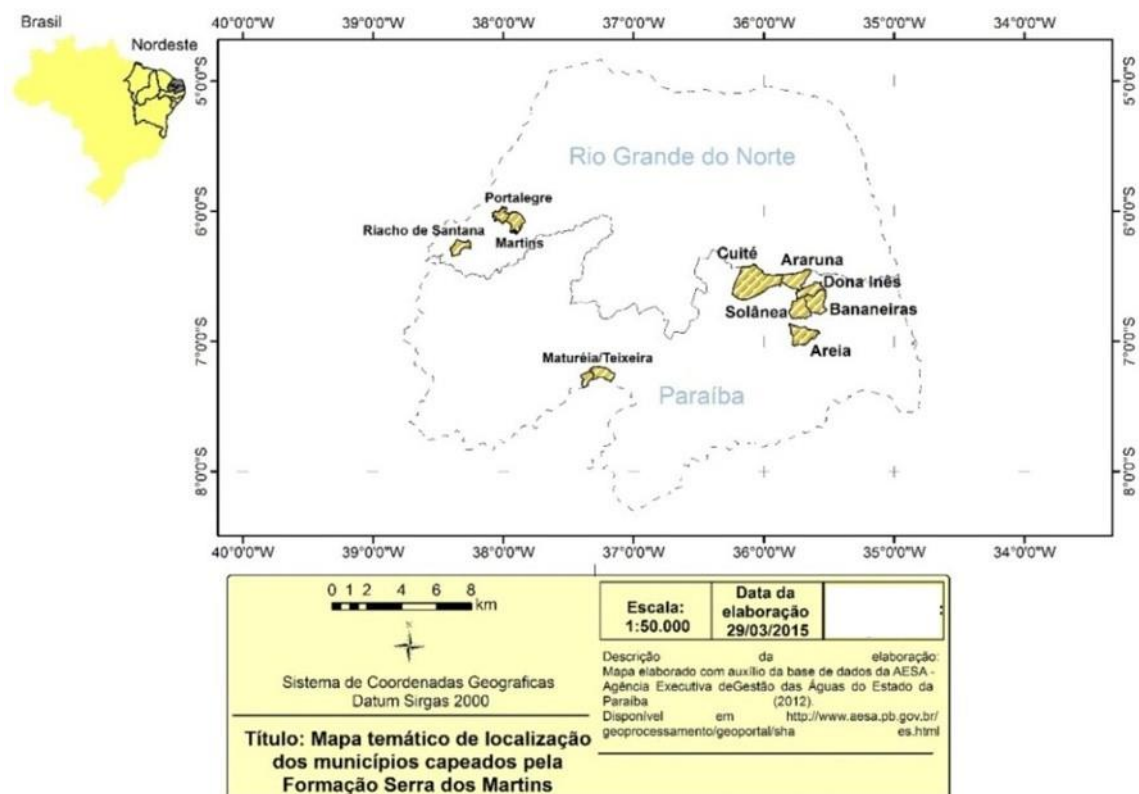 Brasil
Nordeste
40°0'0"W 39°0'0"W 38°0'0"W 37°0'0"W 36°0'0"W 35°0'0"W 34°0'0"W
5°0'0"S 5°0'0"S
Rio Grande do Norte
6°0'0"S 6°0'0"S
Portalegre
Riacho de Santana
Martins
Cuité Araruna
Dona Inês
Solânea Bananeiras
7°0'0"S 7°0'0"S
Areia
Maturéia/Teixeira
Paraíba
8°0'0"S 8°0'0"S
40°0'0"W 39°0'0"W 38°0'0"W 37°0'0"W 36°0'0"W 35°0'0"W 34°0'0"W
0 1 2 4 6 8
km
N
Sistema de Coordenadas Geograficas
Datum Sirgas 2000
Título: Mapa temático de localização
dos municípios capeados pela
Formação Serra dos Martins
Escala:
1:50.000
Data da
elaboração
29/03/2015
:
Descrição da elaboração:
Mapa elaborado com auxílio da base de dados da AESA -
Agência Executiva deGestão das Águas do Estado da
Paraíba (2012).
Disponível em http://www.aesa.pb.gov.br/
geoprocessamento/geoportal/sha es.html